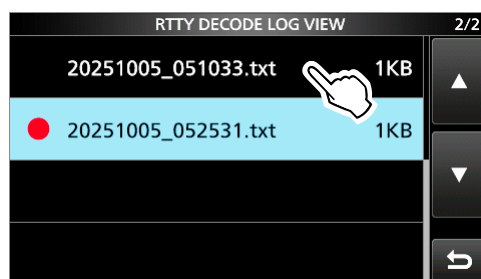 RTTY DECODE LOG VIEW 2/2
20251005_051033.txt 1KB
20251005_052531.txt 1KB